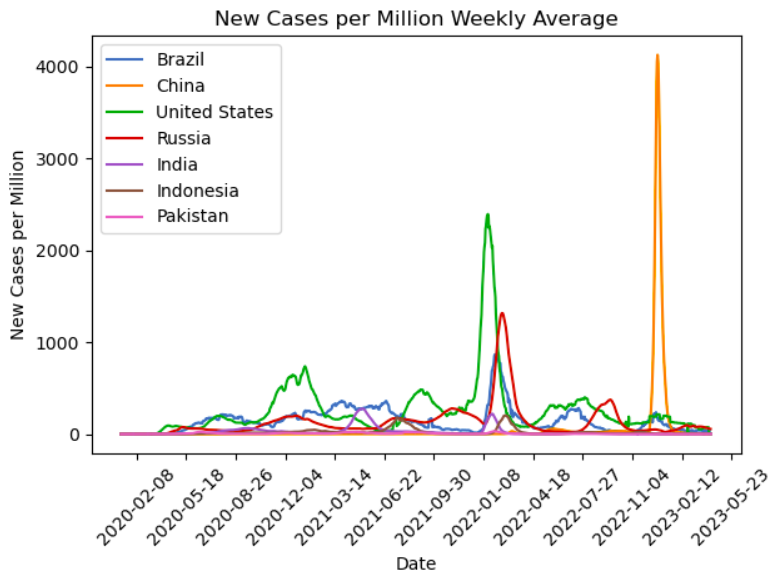 New Cases per Million Weekly Average
New Cases per Million
4000
3000
2000
1000
0
Brazil
China
United States
Russia
India
Indonesia
Pakistan
2020-02-08
2020-05-18
2020-08-26
2020-12-04
2021-03-14
2021-06-22
2021-09-30
2022-01-08
2022-04-18
2022-07-27
2022-11-04
2023-02-12
2023-05-23
Date